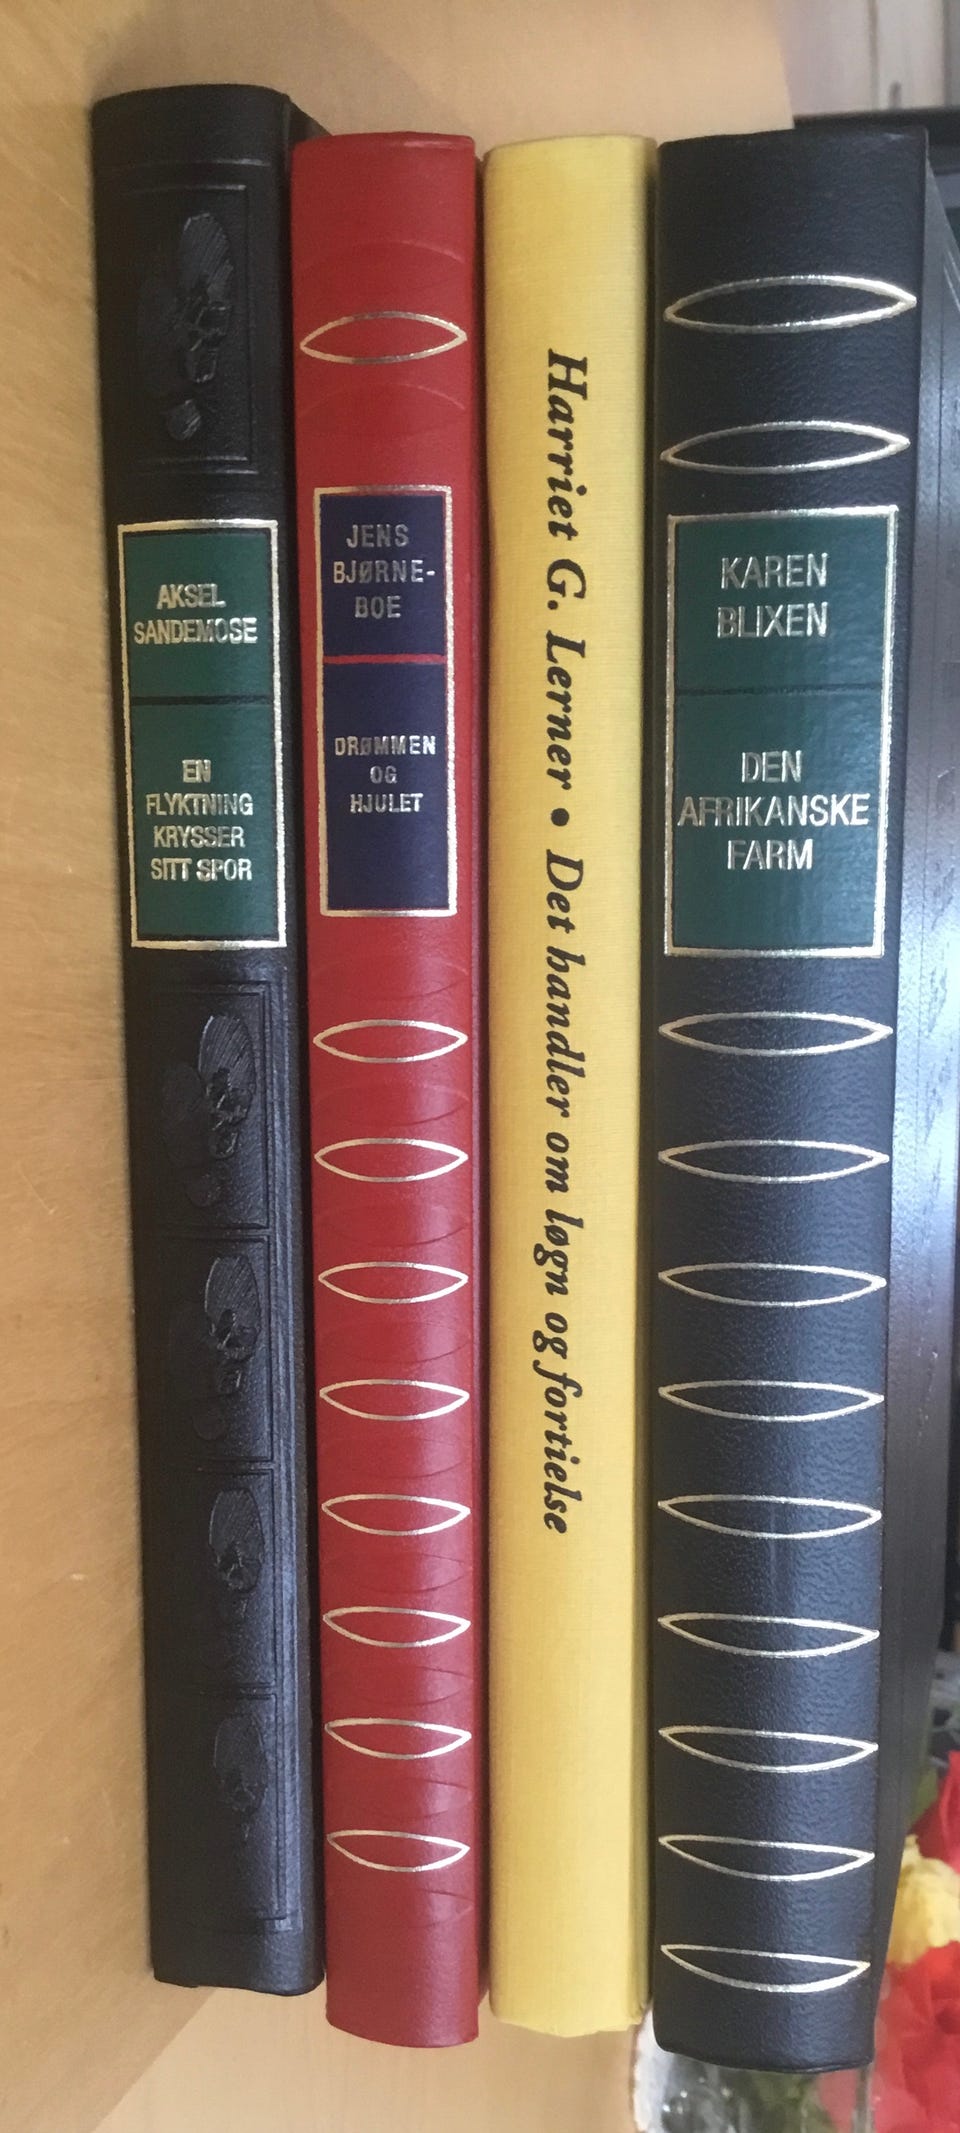 AKSEL
SANDEMOSE
EN
FLYKTNING
KRYSSER
SITT SPOR
JENS
BJØRNE-
BOE
DRØMMEN
OG
HJULET
Harriet G. Lerner • Det handler om løgn og fortielse
KAREN
BLIXEN
DEN
AFRIKANSKE
FARM